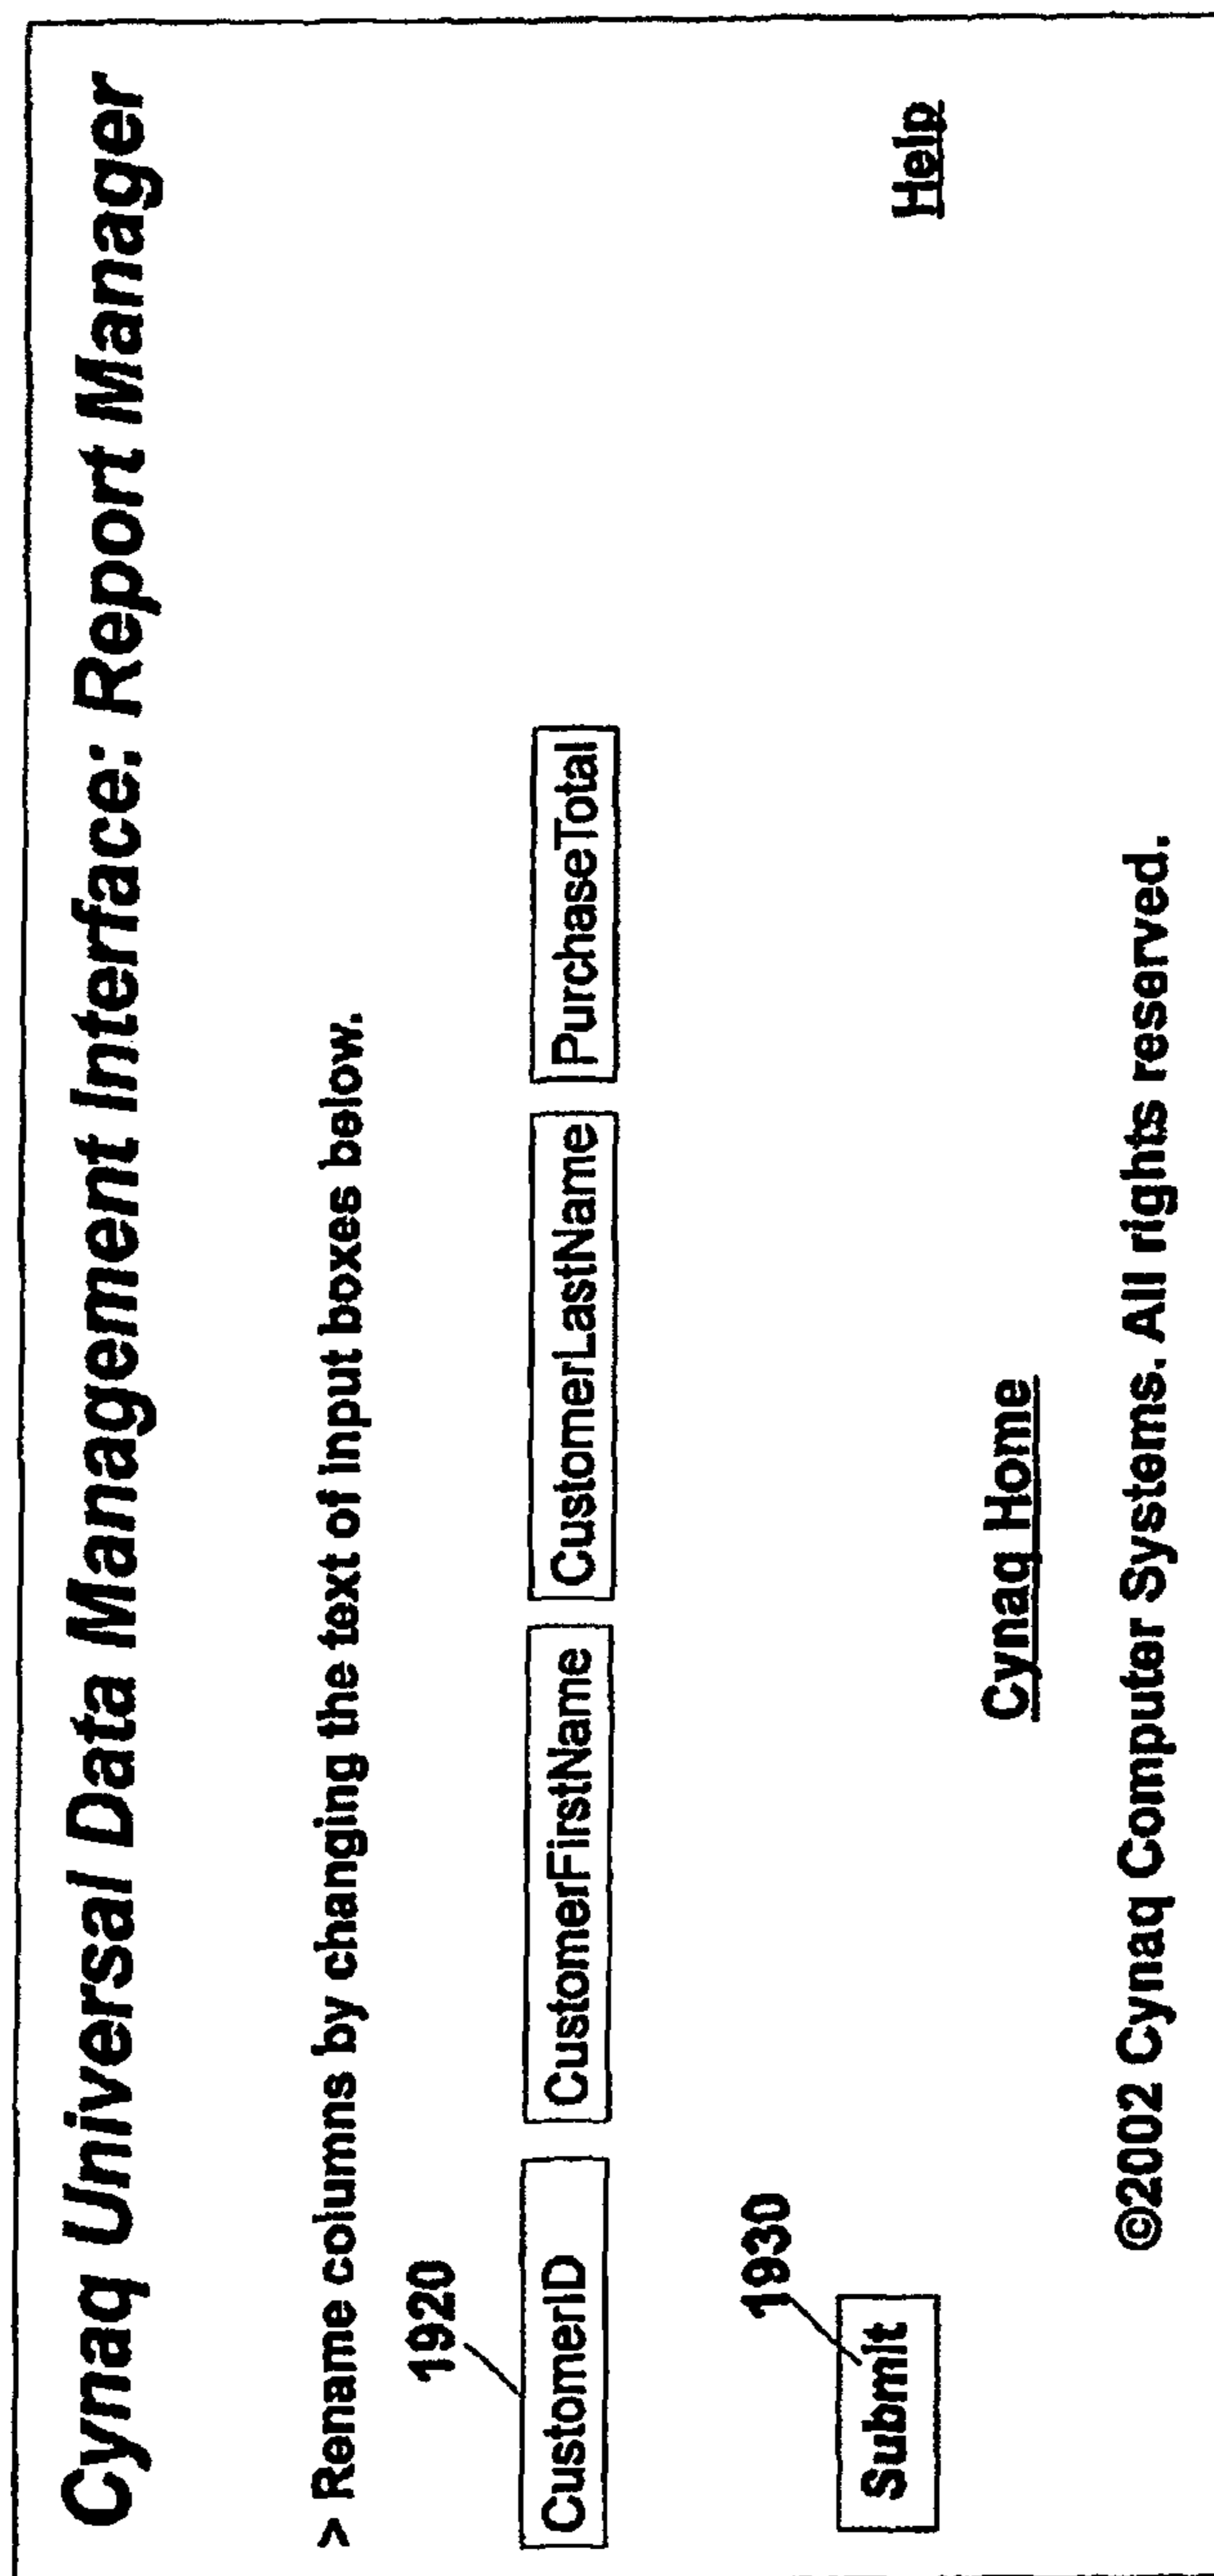 Cynaq Universal Data Management Interface: Report Manager
> Rename columns by changing the text of input boxes below.
1920
CustomerID CustomerFirstName CustomerLastName PurchaseTotal
1930
Submit
Help
Cynaq Home
©2002 Cynaq Computer Systems. All rights reserved.